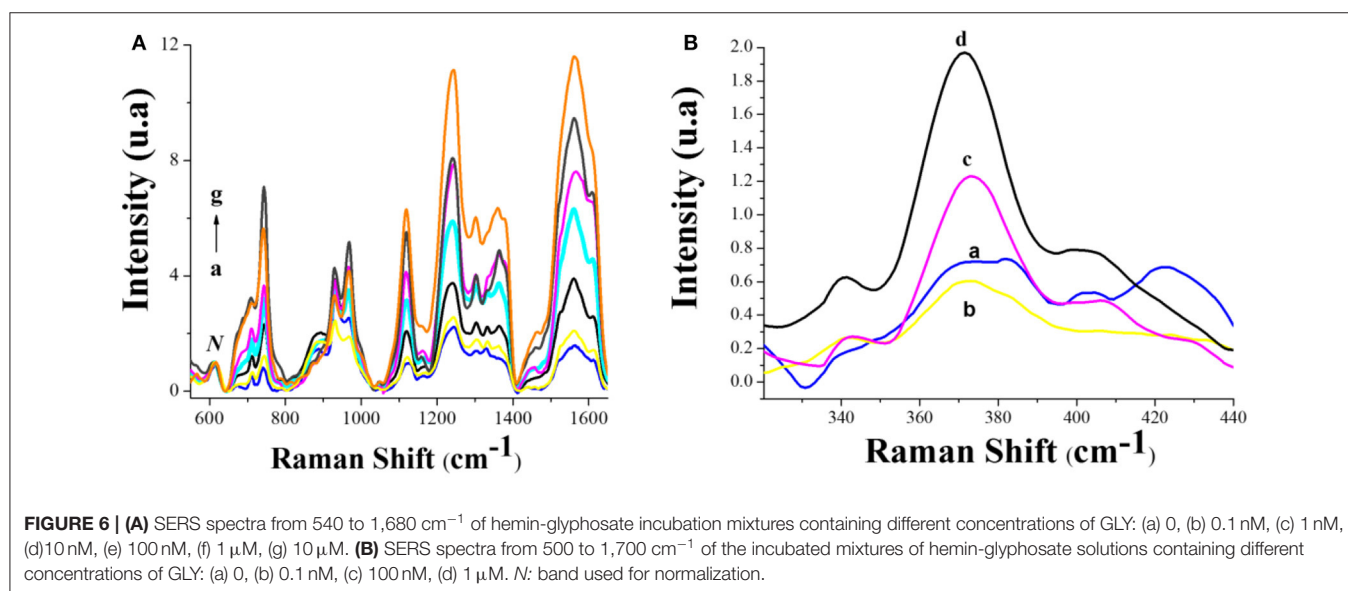 A
12
8
4
0
Intensity (u.a)
g
a
N
600 800 1000 1200 1400 1600
Raman Shift (cm-1)
B
2.0
1.8
1.6
1.4
1.2
1.0
0.8
0.6
0.4
0.2
0.0
Intensity (u.a)
d
c
a
b
340 360 380 400 420 440
Raman Shift (cm-1)
FIGURE 6 | (A) SERS spectra from 540 to 1,680 cm−1 of hemin-glyphosate incubation mixtures containing different concentrations of GLY: (a) 0, (b) 0.1 nM, (c) 1 nM,
(d)10 nM, (e) 100 nM, (f) 1 μM, (g) 10 μM. (B) SERS spectra from 500 to 1,700 cm−1 of the incubated mixtures of hemin-glyphosate solutions containing different
concentrations of GLY: (a) 0, (b) 0.1 nM, (c) 100 nM, (d) 1 μM. N: band used for normalization.